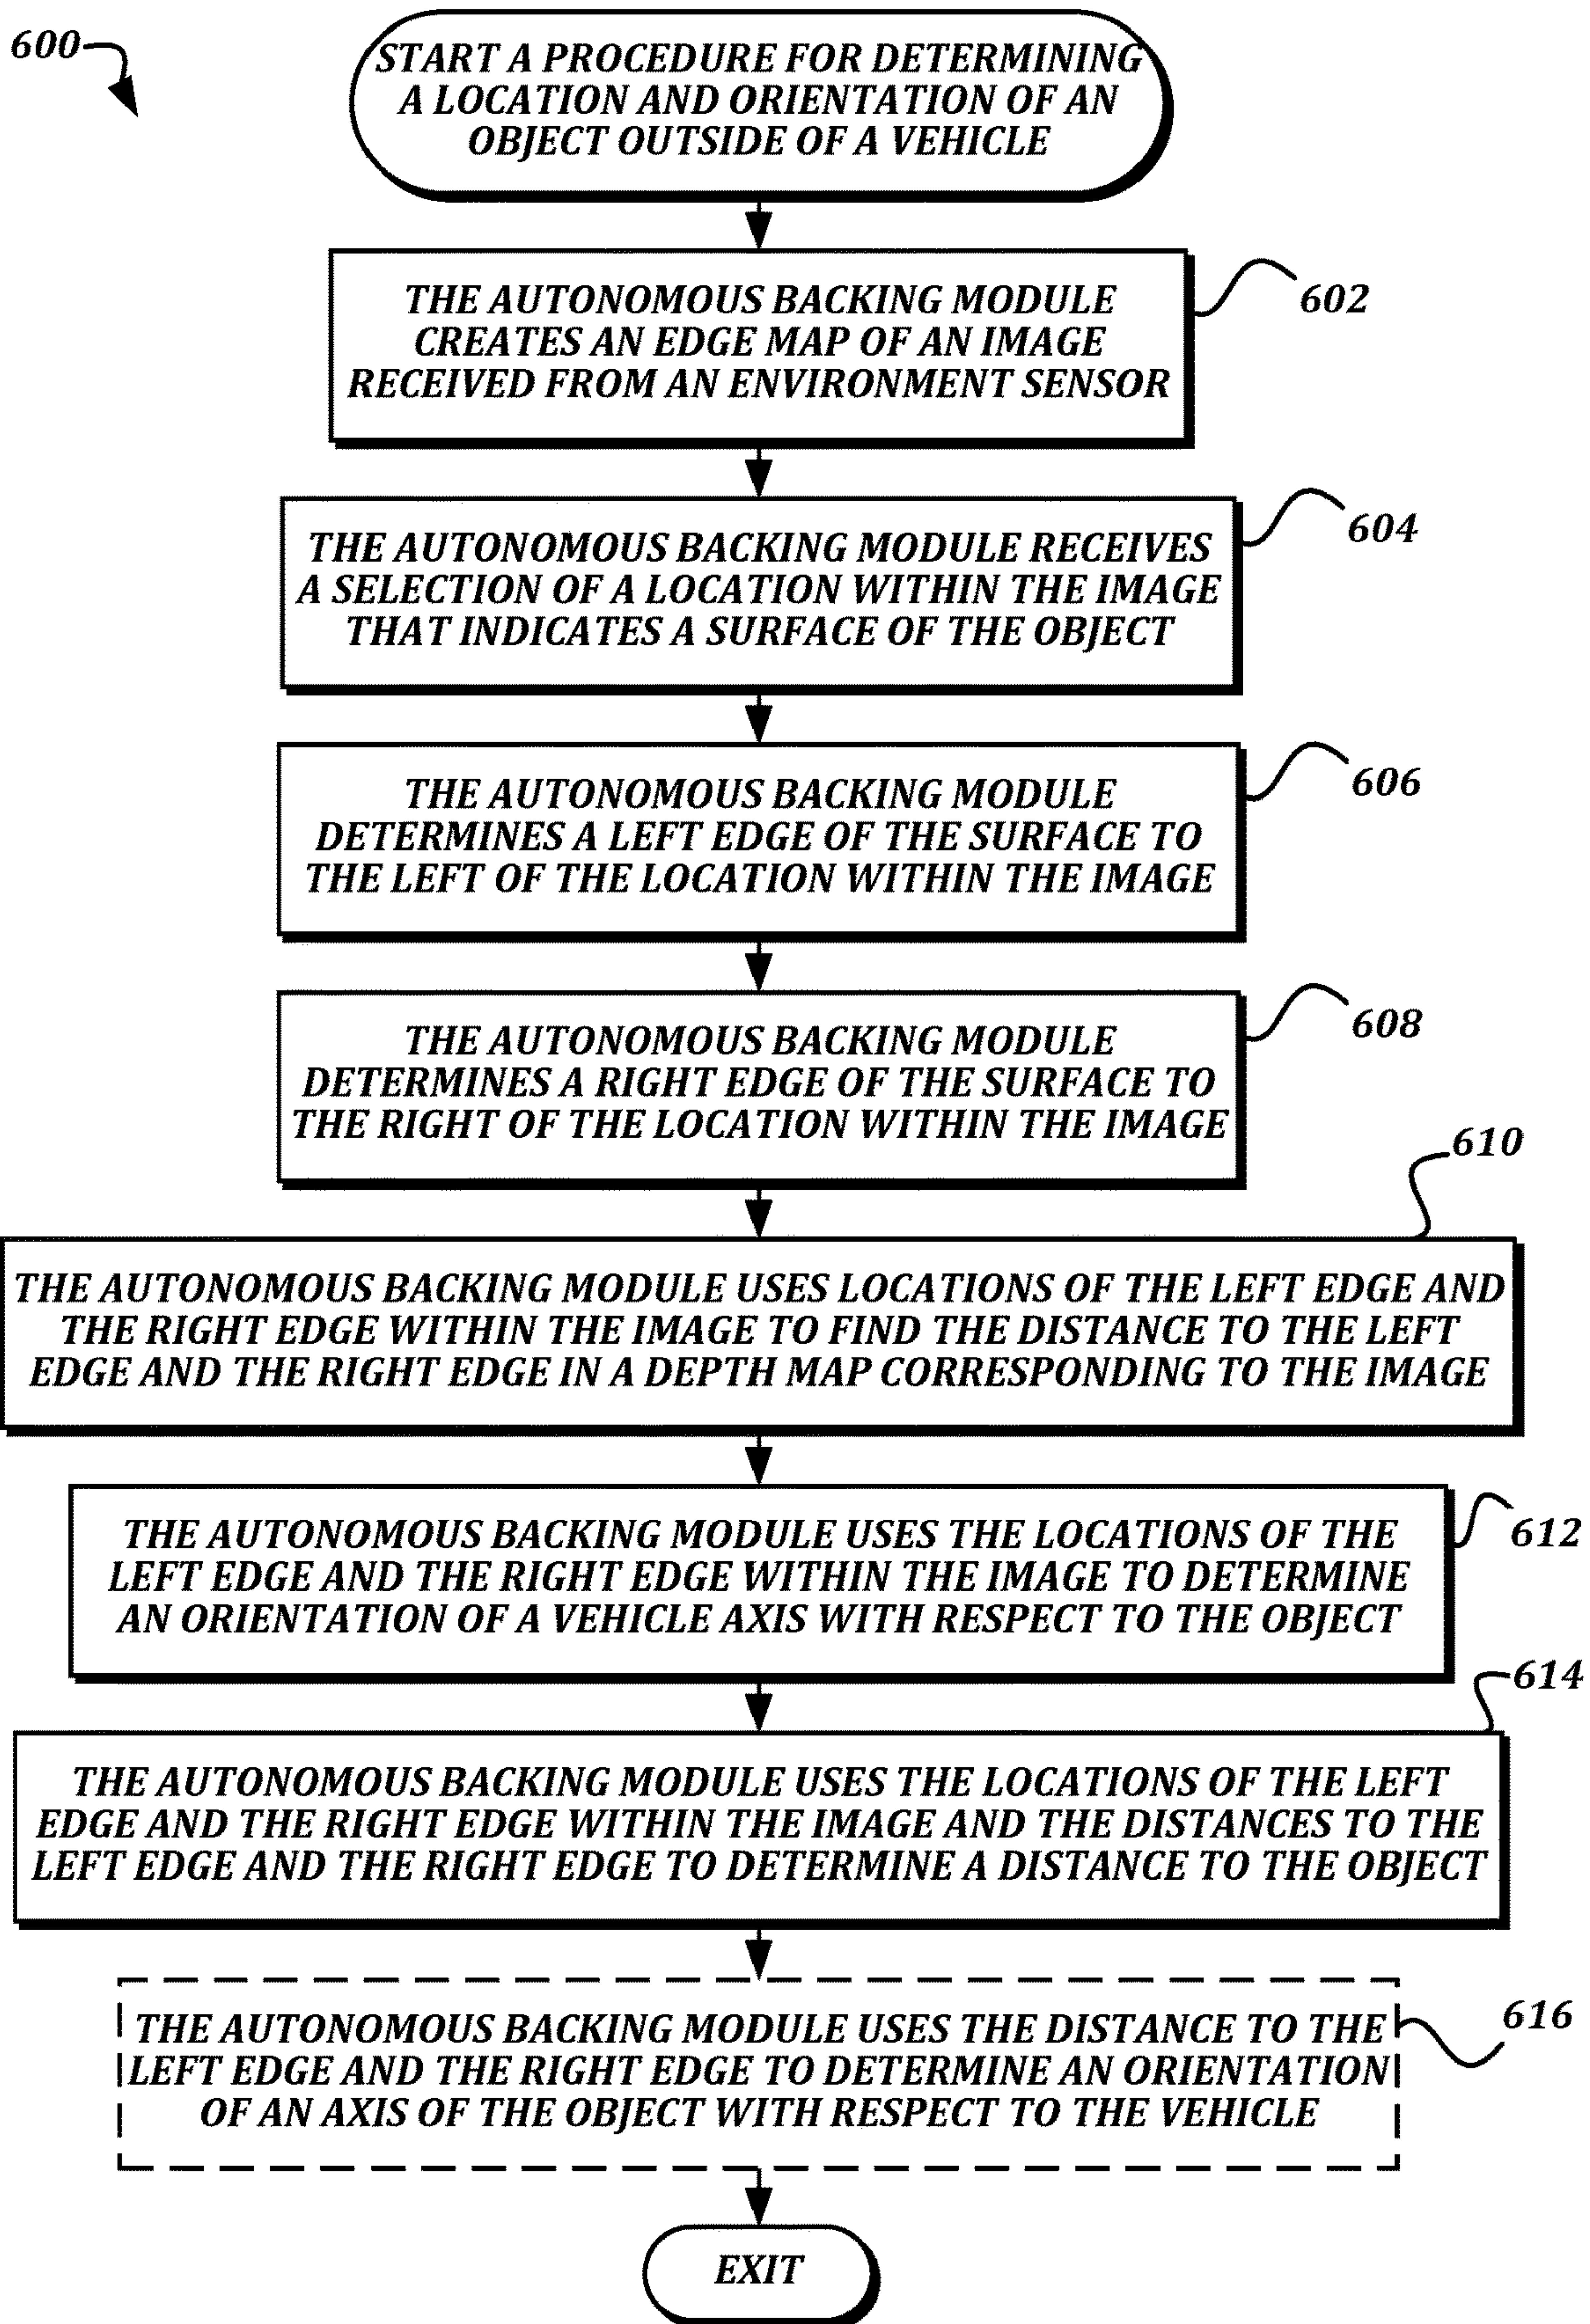 600
START A PROCEDURE FOR DETERMINING
A LOCATION AND ORIENTATION OF AN
OBJECT OUTSIDE OF A VEHICLE
THE AUTONOMOUS BACKING MODULE
CREATES AN EDGE MAP OF AN IMAGE
RECEIVED FROM AN ENVIRONMENT SENSOR
602
THE AUTONOMOUS BACKING MODULE RECEIVES
A SELECTION OF A LOCATION WITHIN THE IMAGE
THAT INDICATES A SURFACE OF THE OBJECT
604
THE AUTONOMOUS BACKING MODULE
DETERMINES A LEFT EDGE OF THE SURFACE TO
THE LEFT OF THE LOCATION WITHIN THE IMAGE
606
THE AUTONOMOUS BACKING MODULE
DETERMINES A RIGHT EDGE OF THE SURFACE TO
THE RIGHT OF THE LOCATION WITHIN THE IMAGE
608
610
THE AUTONOMOUS BACKING MODULE USES LOCATIONS OF THE LEFT EDGE AND
THE RIGHT EDGE WITHIN THE IMAGE TO FIND THE DISTANCE TO THE LEFT
EDGE AND THE RIGHT EDGE IN A DEPTH MAP CORRESPONDING TO THE IMAGE
THE AUTONOMOUS BACKING MODULE USES THE LOCATIONS OF THE
LEFT EDGE AND THE RIGHT EDGE WITHIN THE IMAGE TO DETERMINE
AN ORIENTATION OF A VEHICLE AXIS WITH RESPECT TO THE OBJECT
612
614
THE AUTONOMOUS BACKING MODULE USES THE LOCATIONS OF THE LEFT
EDGE AND THE RIGHT EDGE WITHIN THE IMAGE AND THE DISTANCES TO THE
LEFT EDGE AND THE RIGHT EDGE TO DETERMINE A DISTANCE TO THE OBJECT
THE AUTONOMOUS BACKING MODULE USES THE DISTANCE TO THE
LEFT EDGE AND THE RIGHT EDGE TO DETERMINE AN ORIENTATION
OF AN AXIS OF THE OBJECT WITH RESPECT TO THE VEHICLE
616
EXIT